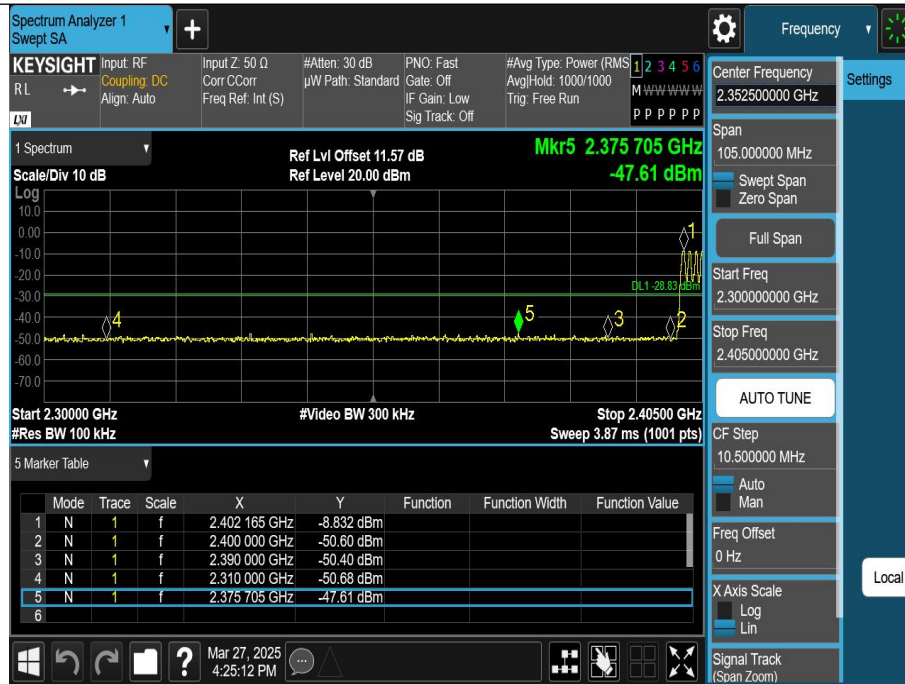 Spectrum Analyzer 1
Swept SA
+
Frequency
KEYSIGHT
RL
LXI
Input: RF
Coupling: DC
Align: Auto
Input Z: 50 Ω
Corr CCorr
Freq Ref: Int (S)
#Atten: 30 dB
µW Path: Standard
PNO: Fast
Gate: Off
IF Gain: Low
Sig Track: Off
#Avg Type: Power (RMS
Avg|Hold: 1000/1000
Trig: Free Run
1 2 3 4 5 6
M W W W W W
P P P P P P
1 Spectrum
Scale/Div 10 dB
Ref Lvl Offset 11.57 dB
Ref Level 20.00 dBm
Mkr5 2.375 705 GHz
-47.61 dBm
Log
10.0
0.00
-10.0
-20.0
-30.0
-40.0
-50.0
-60.0
-70.0
1
DL1 -28.83 dBm
4
5
3
2
Start 2.30000 GHz
#Video BW 300 kHz
Stop 2.40500 GHz
#Res BW 100 kHz
Sweep 3.87 ms (1001 pts)
5 Marker Table
Mode Trace Scale X Y Function Function Width Function Value
1 N 1 f 2.402 165 GHz -8.832 dBm
2 N 1 f 2.400 000 GHz -50.60 dBm
3 N 1 f 2.390 000 GHz -50.40 dBm
4 N 1 f 2.310 000 GHz -50.68 dBm
5 N 1 f 2.375 705 GHz -47.61 dBm
6
?
Mar 27, 2025
4:25:12 PM
Center Frequency
2.352500000 GHz
Span
105.000000 MHz
Swept Span
Zero Span
Full Span
Start Freq
2.300000000 GHz
Stop Freq
2.405000000 GHz
AUTO TUNE
CF Step
10.500000 MHz
Auto
Man
Freq Offset
0 Hz
X Axis Scale
Log
Lin
Signal Track
(Span Zoom)
Settings
Local